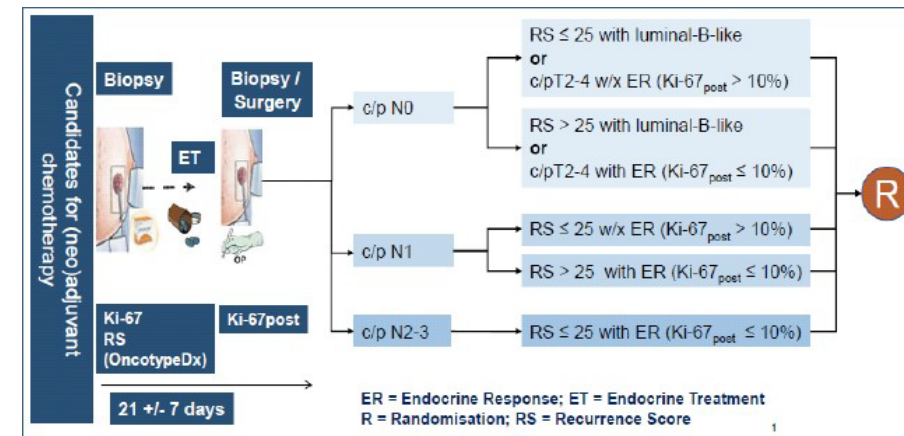 Candidates for (neo)adjuvant
chemotherapy
Biopsy
ET
Biopsy /
Surgery
OP
Ki-67
RS
(OncotypeDx)
Ki-67post
21 +/- 7 days
c/p N0
c/p N1
c/p N2-3
RS ≤ 25 with luminal-B-like
or
c/pT2-4 w/x ER (Ki-67post > 10%)
RS > 25 with luminal-B-like
or
c/pT2-4 with ER (Ki-67post ≤ 10%)
RS ≤ 25 w/x ER (Ki-67post > 10%)
RS > 25 with ER (Ki-67post ≤ 10%)
RS ≤ 25 with ER (Ki-67post ≤ 10%)
R
ER = Endocrine Response; ET = Endocrine Treatment
R = Randomisation; RS = Recurrence Score
1